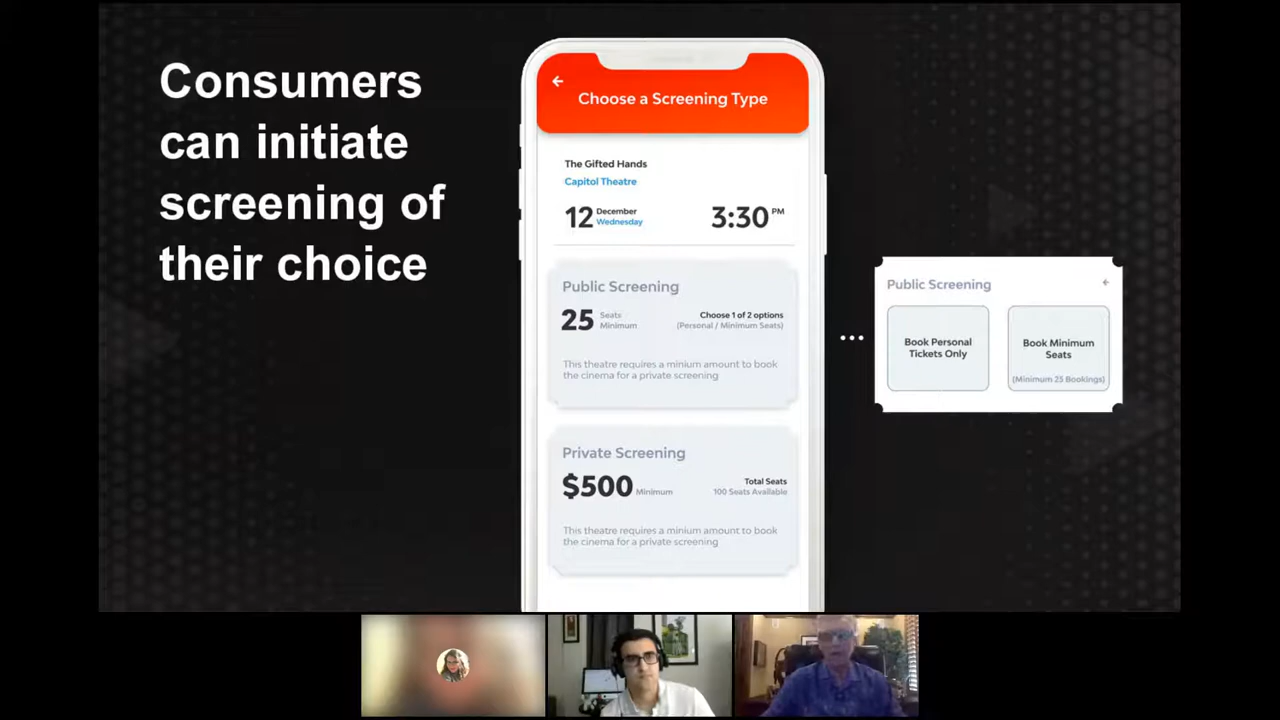 Consumers
can initiate
screening of
their choice
Choose a Screening Type
The Gifted Hands
Capitol Theatre
12 December
Wednesday
3:30 PM
Public Screening
25 Seats
Minimum
Choose 1 of 2 options
(Personal / Minimum Seats)
This theatre requires a minium amount to book
the cinema for a private screening
Private Screening
$500 Minimum
Total Seats
100 Seats Available
This theatre requires a minium amount to book
the cinema for a private screening
Public Screening
Book Personal
Tickets Only
Book Minimum
Seats
(Minimum 25 Bookings)